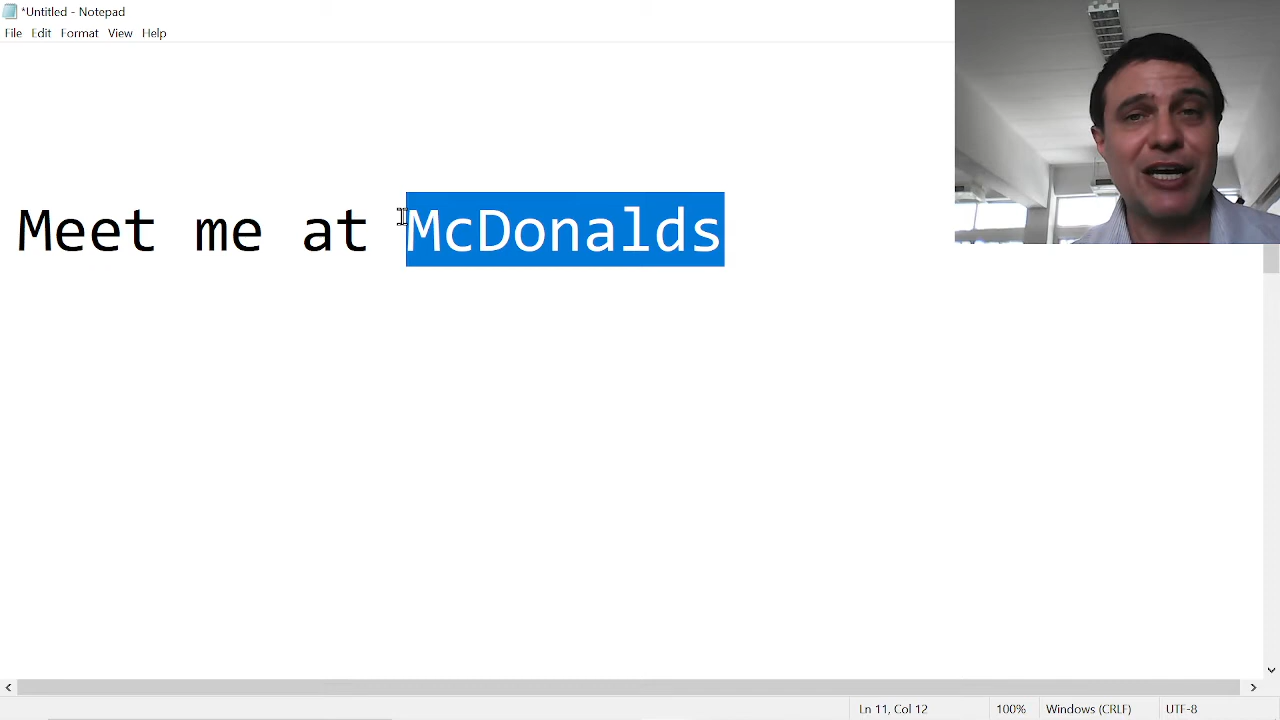 *Untitled - Notepad
File Edit Format View Help
Meet me at McDonalds
Ln 11, Col 12 100% Windows (CRLF) UTF-8